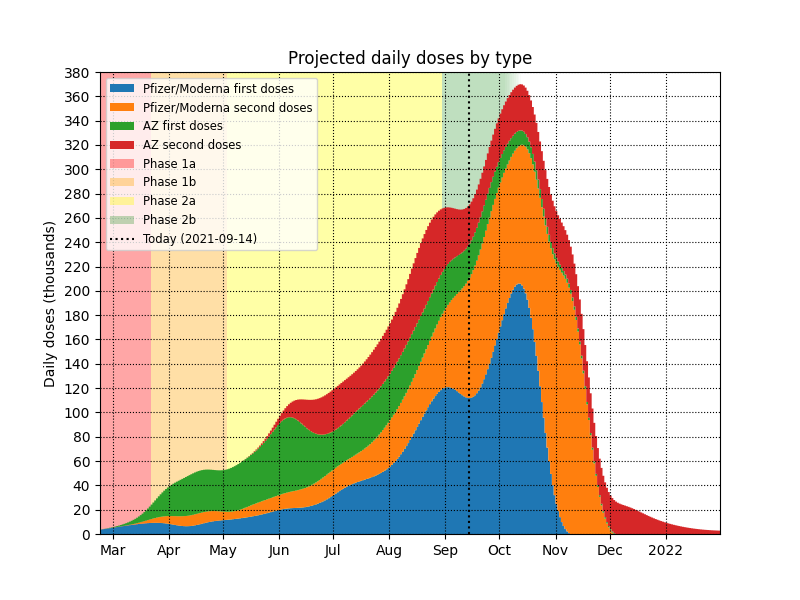 Projected daily doses by type
Daily doses (thousands)
380
360
340
320
300
280
260
240
220
200
180
160
140
120
100
80
60
40
20
0
Pfizer/Moderna first doses
Pfizer/Moderna second doses
AZ first doses
AZ second doses
Phase 1a
Phase 1b
Phase 2a
Phase 2b
Today (2021-09-14)
Mar Apr May Jun Jul Aug Sep Oct Nov Dec 2022